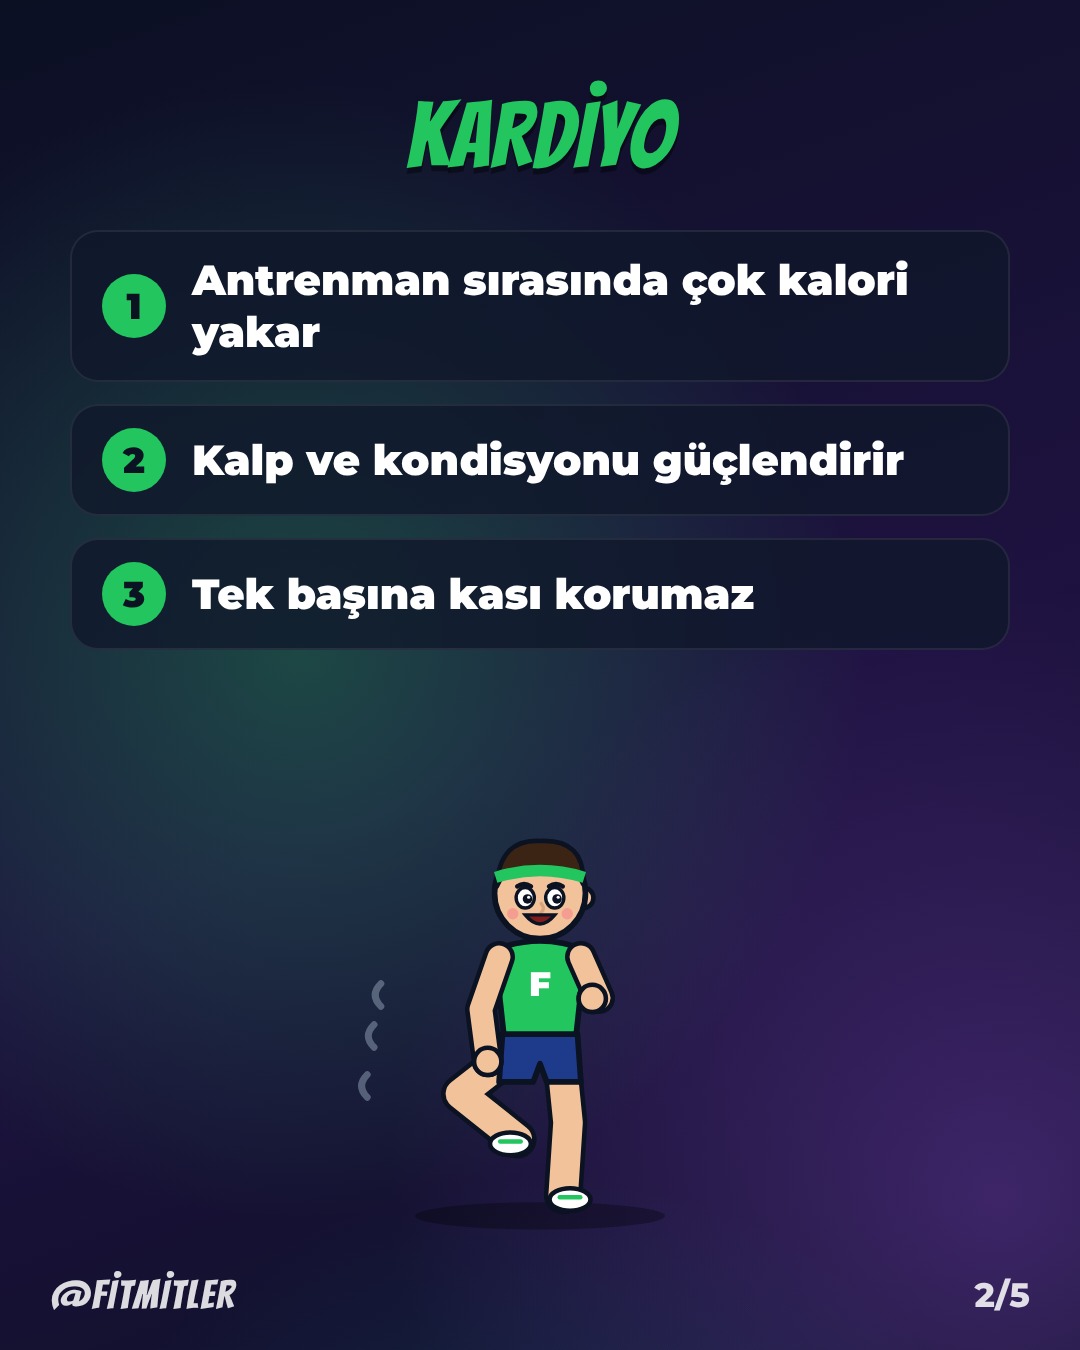 KARDİYO
1 Antrenman sırasında çok kalori
yakar
2 Kalp ve kondisyonu güçlendirir
3 Tek başına kası korumaz
F
@FİTMİTLER
2/5